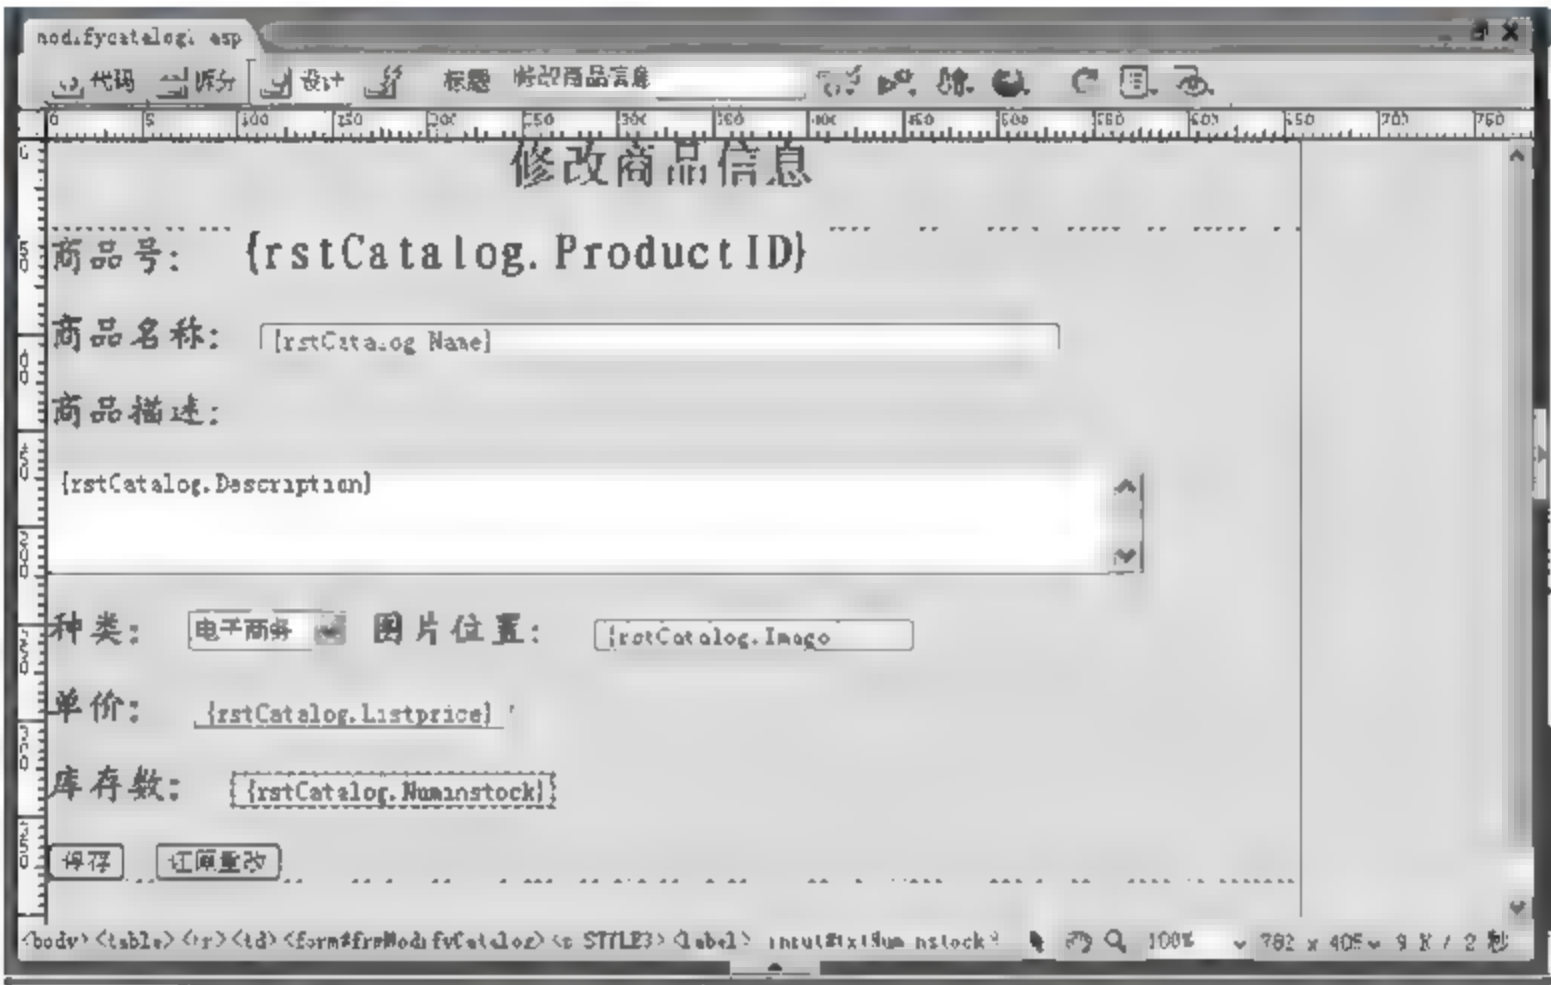 代码 拆分 设计 标题 修改商品信息
修改商品信息
商品号: {rstCatalog.ProductID}
商品名称: {rstCatalog.Name}
商品描述:
{rstCatalog.Description}
种类: 电子商务 图片位置: {rstCatalog.Image
单价: {rstCatalog.Listprice}
库存数: {rstCatalog.Numinstock}
保存 还原重改
<body><table><tr><td><form#frmModifyCatalog> <label> 100% 9 K / 2 秒